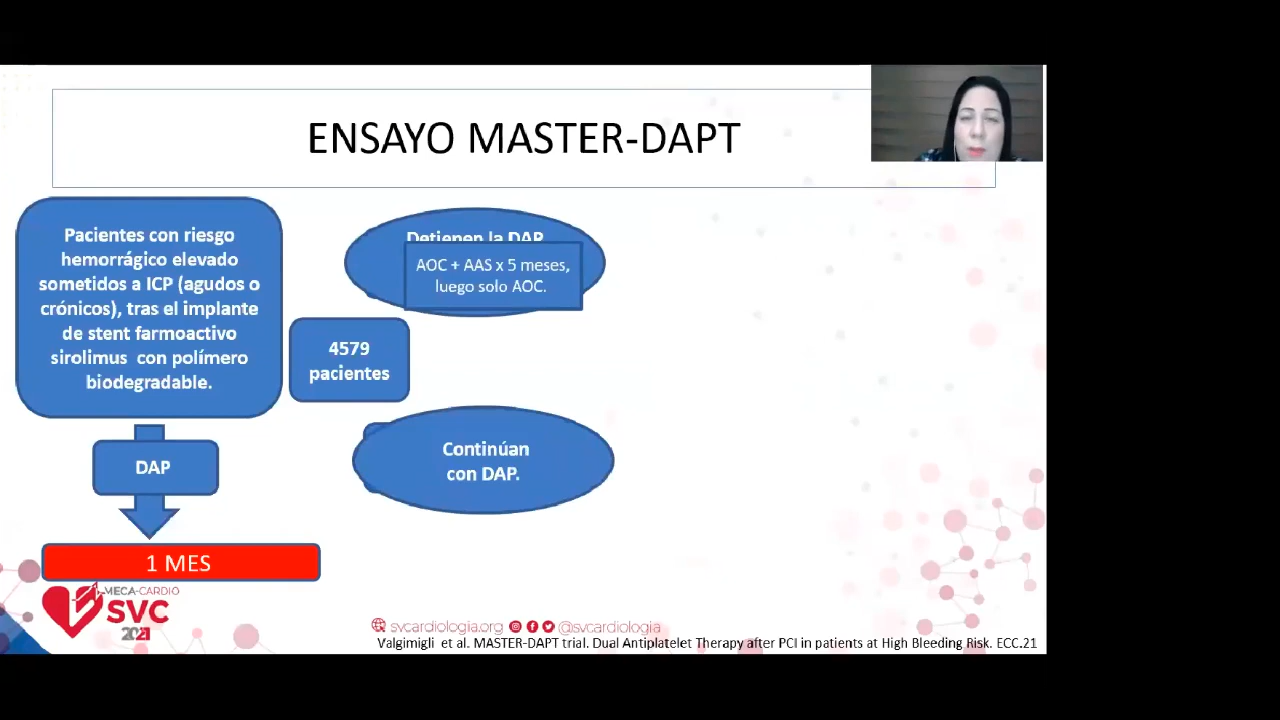 ENSAYO MASTER-DAPT
Pacientes con riesgo
hemorrágico elevado
sometidos a ICP (agudos o
crónicos), tras el implante
de stent farmoactivo
sirolimus con polímero
biodegradable.
Detienen la DAP
AOC + AAS x 5 meses,
luego solo AOC.
4579
pacientes
Continúan
con DAP.
DAP
1 MES
MECA-CARDIO
SVC
2021
svcardiologia.org @svcardiologia
Valgimigli et al. MASTER-DAPT trial. Dual Antiplatelet Therapy after PCI in patients at High Bleeding Risk. ECC.21